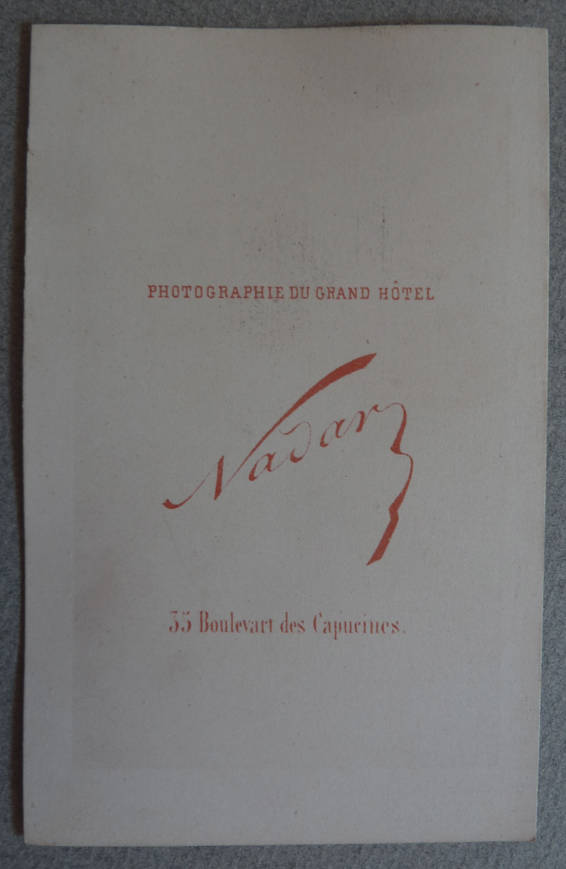 PHOTOGRAPHIE DU GRAND HÔTEL
Nadar
35 Boulevart des Capucines.